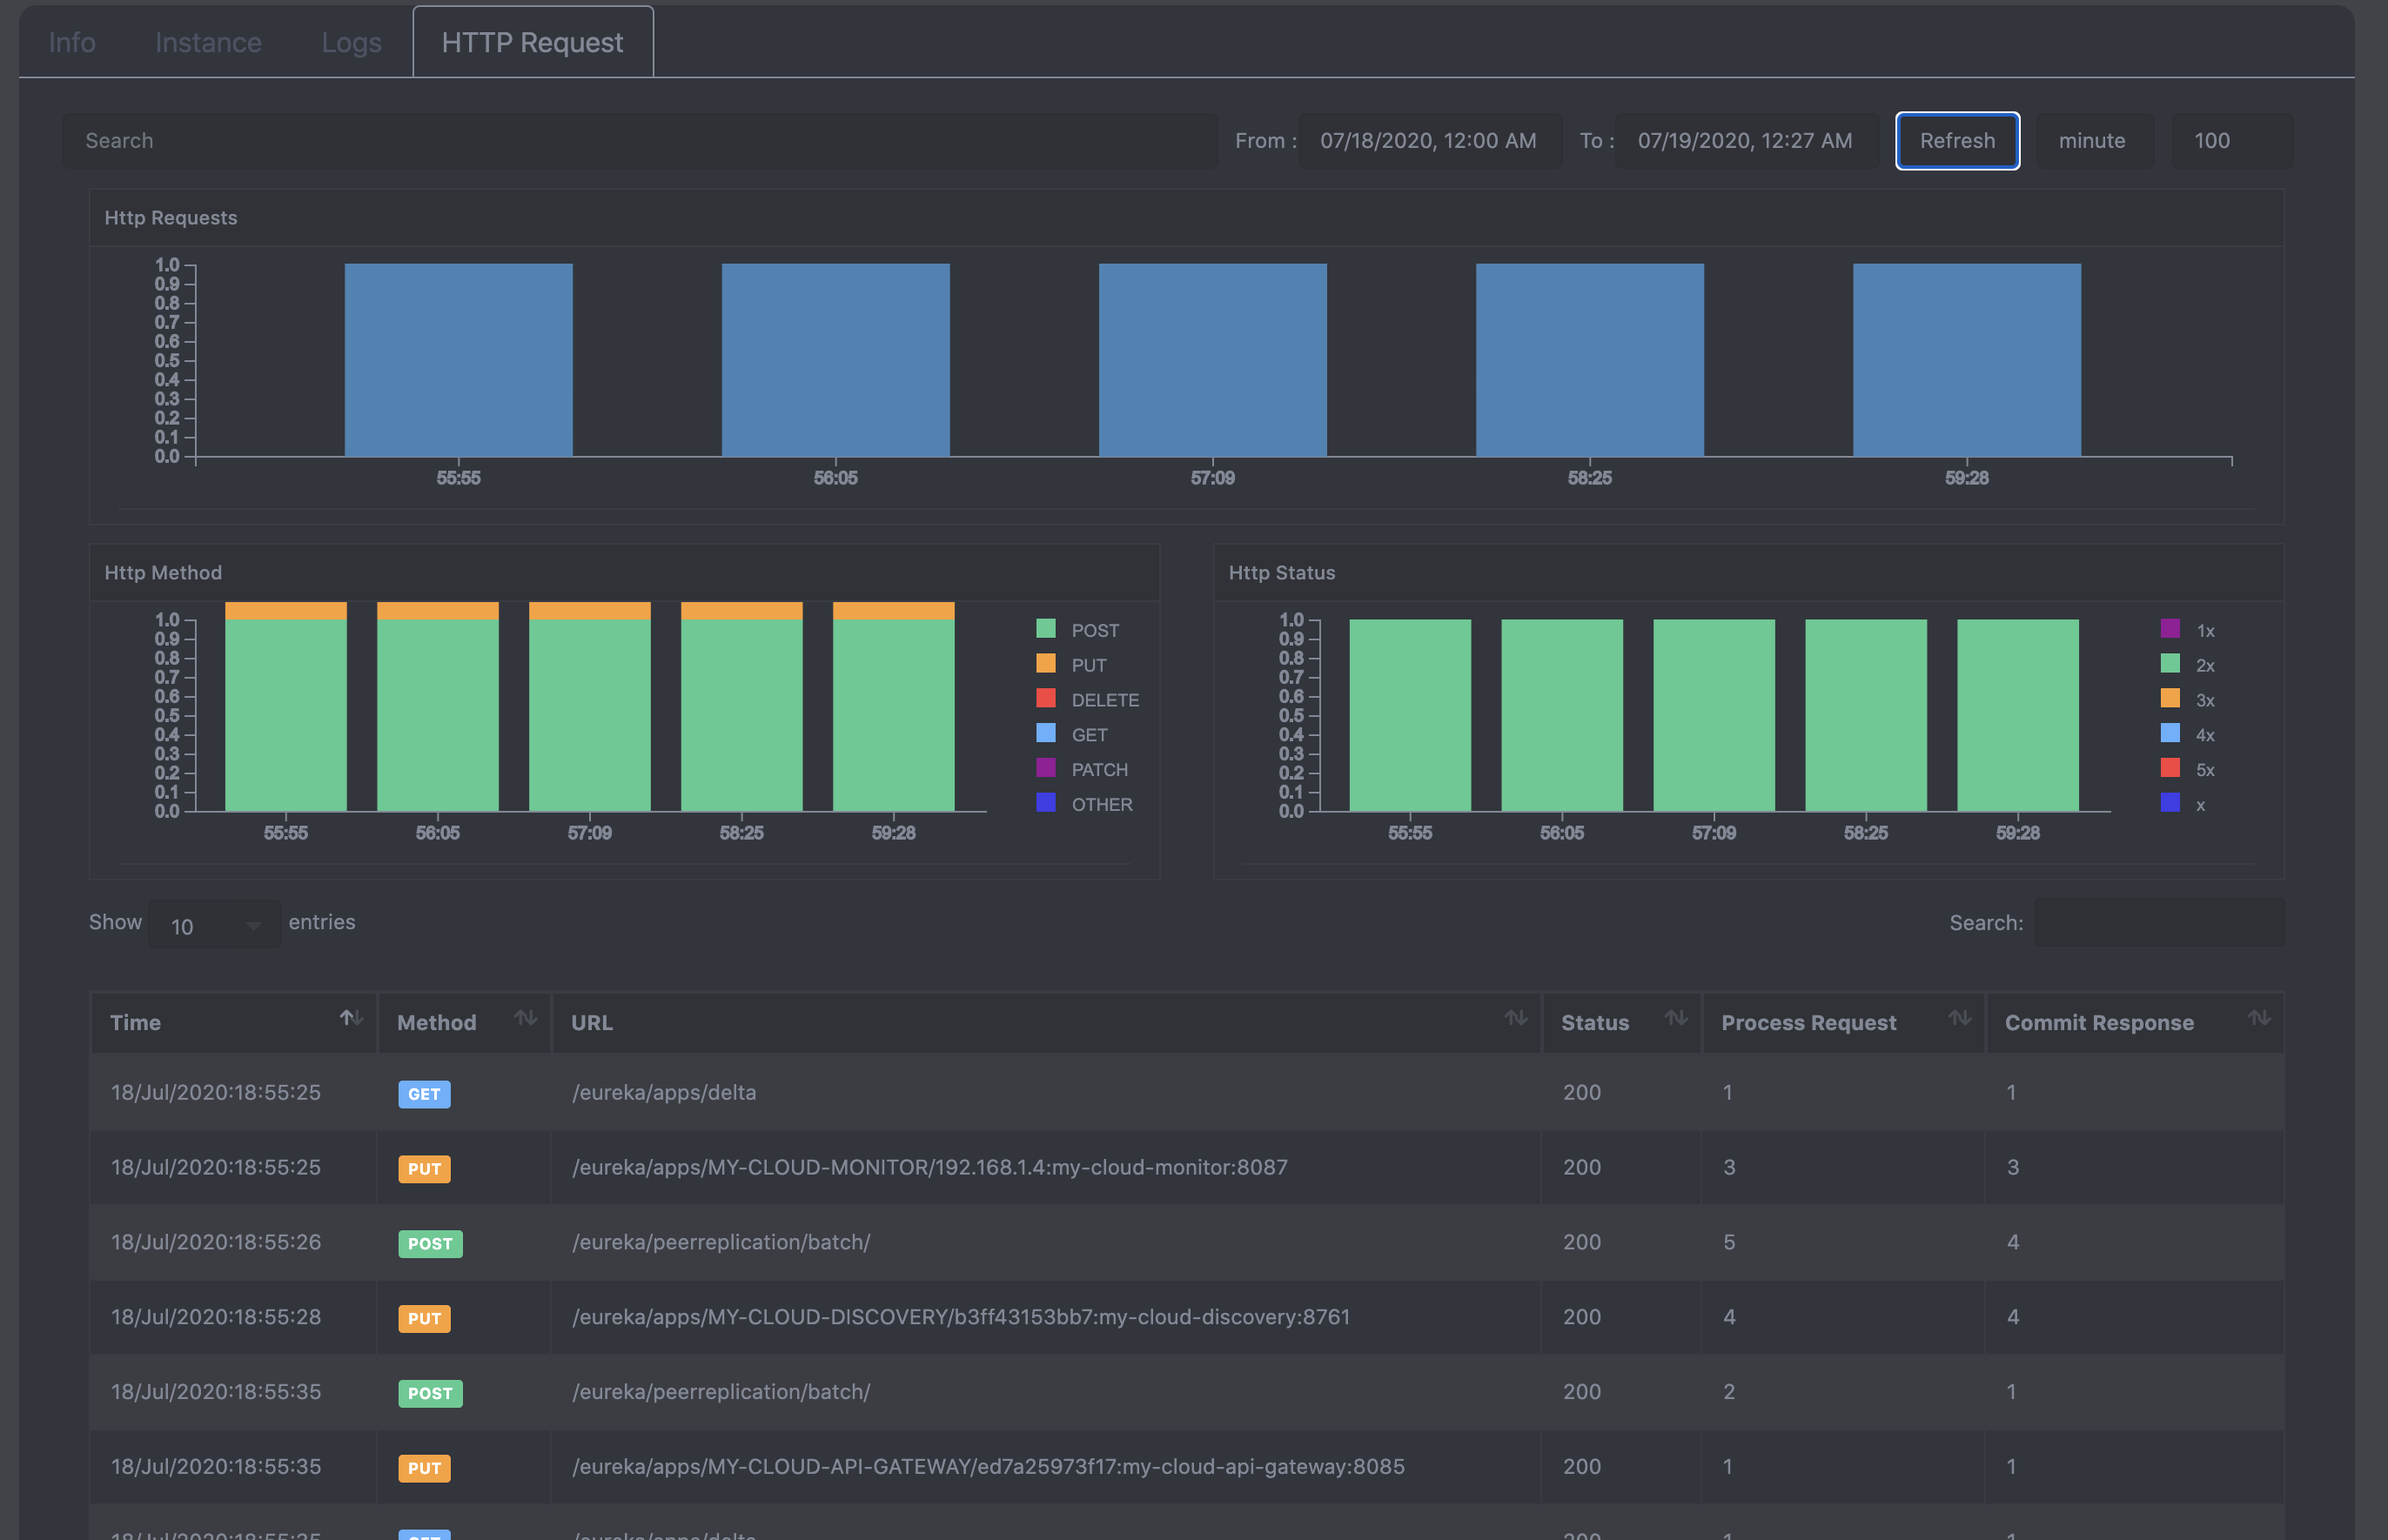 Info Instance Logs HTTP Request
Search From : 07/18/2020, 12:00 AM To : 07/19/2020, 12:27 AM Refresh minute 100
Http Requests
1.0
0.9
0.8
0.7
0.6
0.5
0.4
0.3
0.2
0.1
0.0
55:55 56:05 57:09 58:25 59:28
Http Method
1.0
0.9
0.8
0.7
0.6
0.5
0.4
0.3
0.2
0.1
0.0
55:55 56:05 57:09 58:25 59:28
POST
PUT
DELETE
GET
PATCH
OTHER
Http Status
1.0
0.9
0.8
0.7
0.6
0.5
0.4
0.3
0.2
0.1
0.0
55:55 56:05 57:09 58:25 59:28
1x
2x
3x
4x
5x
x
Show 10 entries Search:
Time Method URL Status Process Request Commit Response
18/Jul/2020:18:55:25 GET /eureka/apps/delta 200 1 1
18/Jul/2020:18:55:25 PUT /eureka/apps/MY-CLOUD-MONITOR/192.168.1.4:my-cloud-monitor:8087 200 3 3
18/Jul/2020:18:55:26 POST /eureka/peerreplication/batch/ 200 5 4
18/Jul/2020:18:55:28 PUT /eureka/apps/MY-CLOUD-DISCOVERY/b3ff43153bb7:my-cloud-discovery:8761 200 4 4
18/Jul/2020:18:55:35 POST /eureka/peerreplication/batch/ 200 2 1
18/Jul/2020:18:55:35 PUT /eureka/apps/MY-CLOUD-API-GATEWAY/ed7a25973f17:my-cloud-api-gateway:8085 200 1 1
18/Jul/2020:18:55:35 GET /eureka/apps/delta 200 1 1